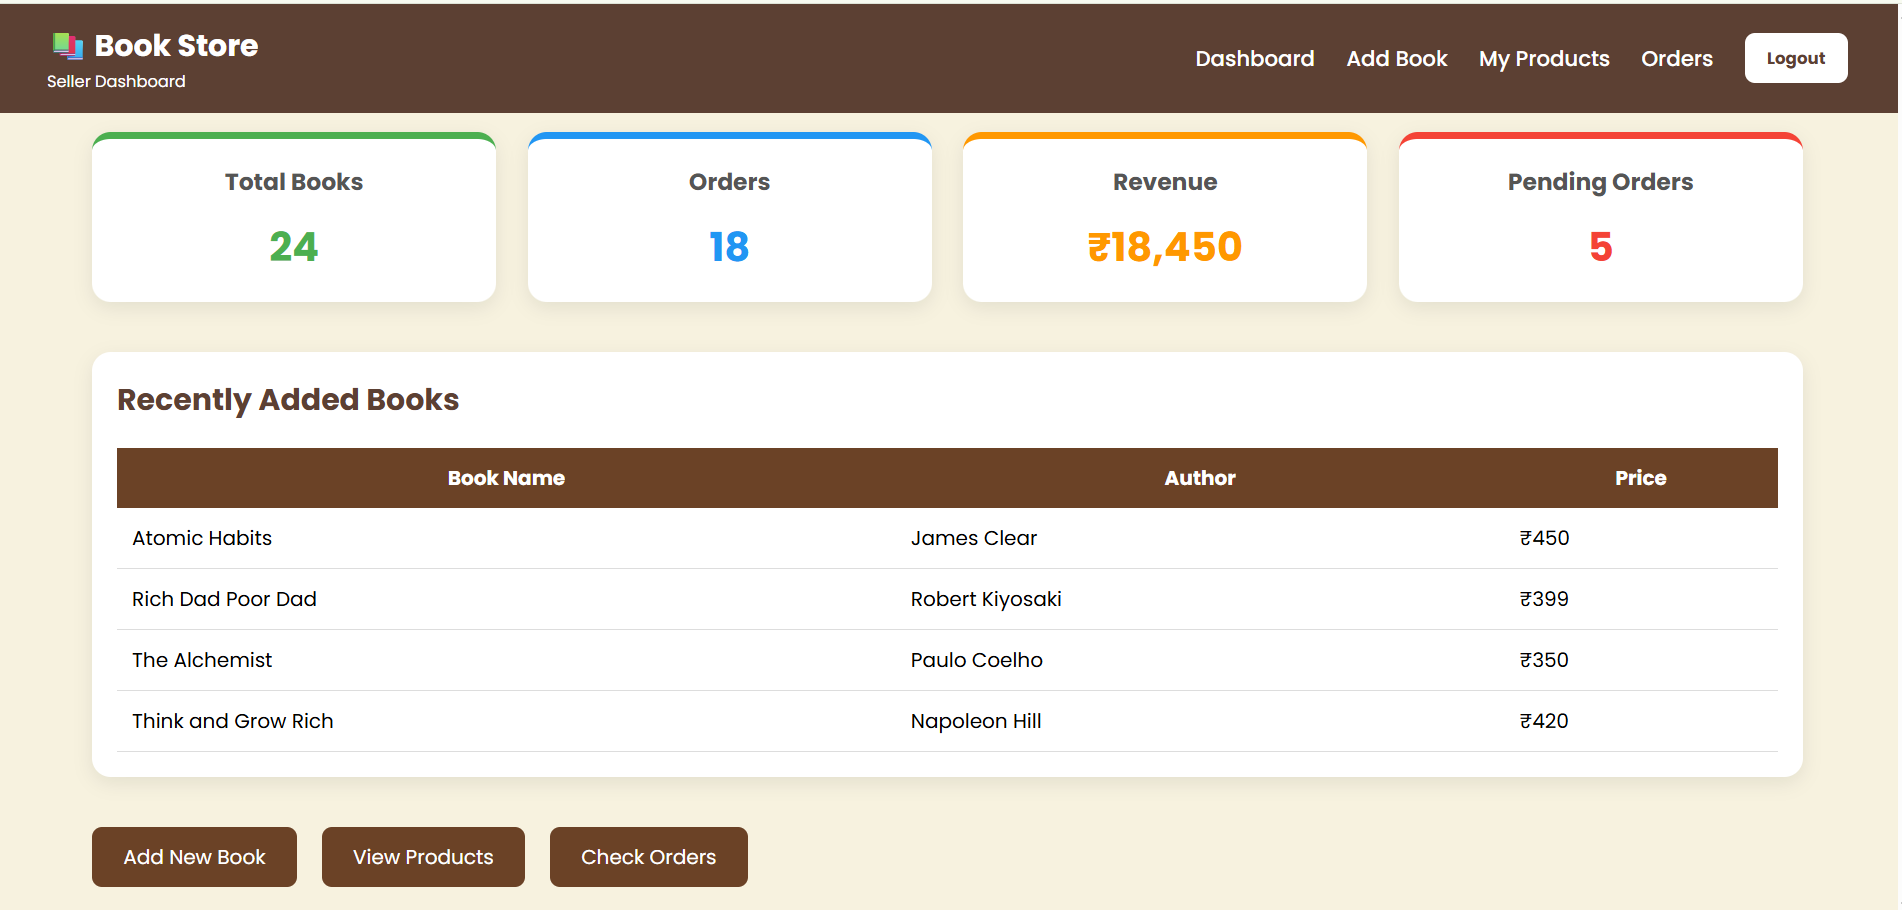 Book Store
Seller Dashboard
Dashboard Add Book My Products Orders Logout
Total Books Orders Revenue Pending Orders
24 18 ₹18,450 5
Recently Added Books
Book Name Author Price
Atomic Habits James Clear ₹450
Rich Dad Poor Dad Robert Kiyosaki ₹399
The Alchemist Paulo Coelho ₹350
Think and Grow Rich Napoleon Hill ₹420
Add New Book View Products Check Orders